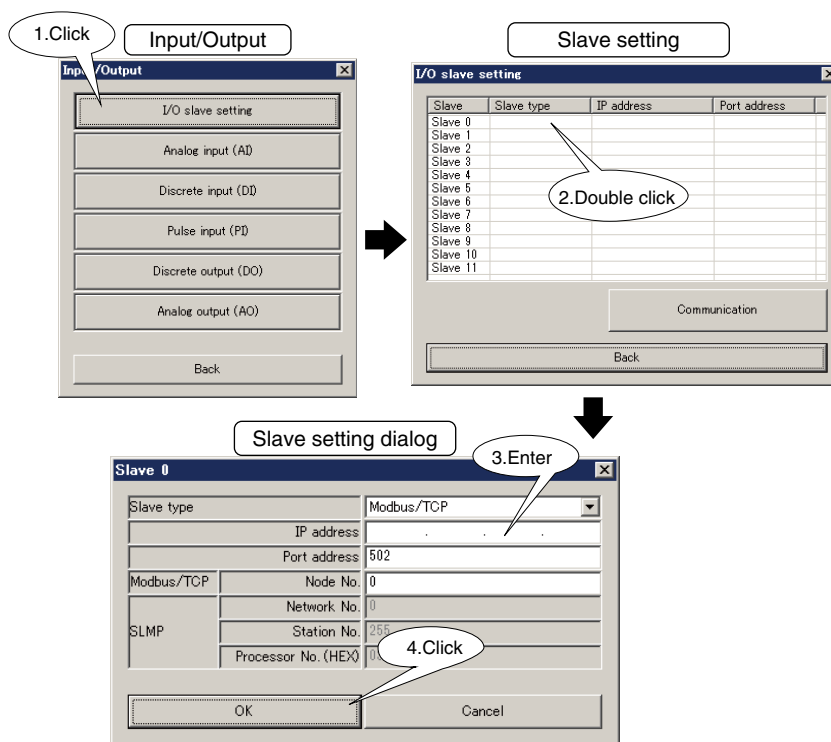 1.Click
Input/Output
Slave setting
Input/Output
I/O slave setting
Analog input (AI)
Discrete input (DI)
Pulse input (PI)
Discrete output (DO)
Analog output (AO)
Back
I/O slave setting
Slave Slave type IP address Port address
Slave 0
Slave 1
Slave 2
Slave 3
Slave 4
Slave 5
Slave 6
Slave 7
Slave 8
Slave 9
Slave 10
Slave 11
2.Double click
Communication
Back
Slave setting dialog
3.Enter
Slave 0
Slave type Modbus/TCP
IP address . . .
Port address 502
Modbus/TCP Node No. 0
Network No. 0
SLMP Station No. 255
Processor No. (HEX)
4.Click
OK Cancel